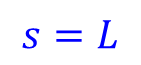 s = L